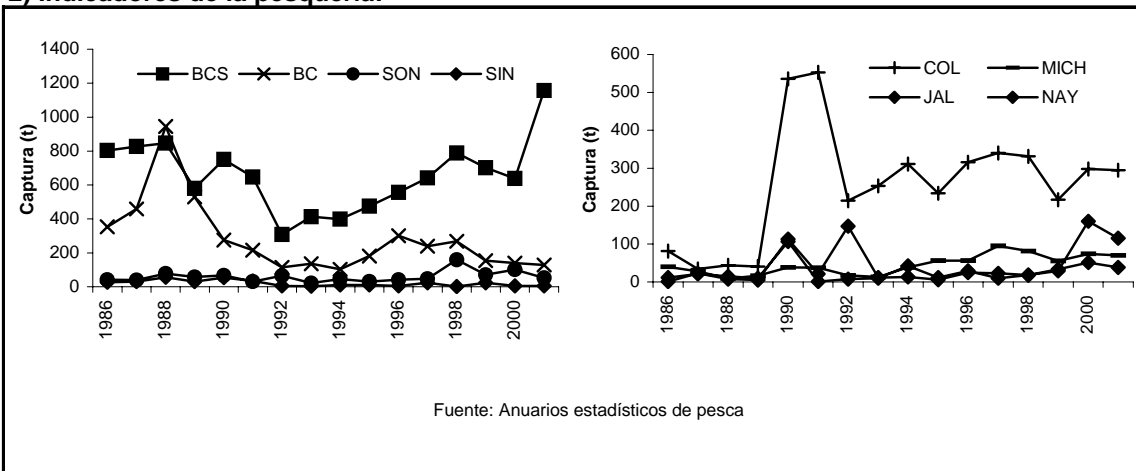 2) Indicadores de la pesquería:
1400
1200
1000
800
600
400
200
0
Captura (t)
BCS BC SON SIN
1986 1988 1990 1992 1994 1996 1998 2000
600
500
400
300
200
100
0
Captura (t)
COL MICH
JAL NAY
1986 1988 1990 1992 1994 1996 1998 2000
Fuente: Anuarios estadísticos de pesca